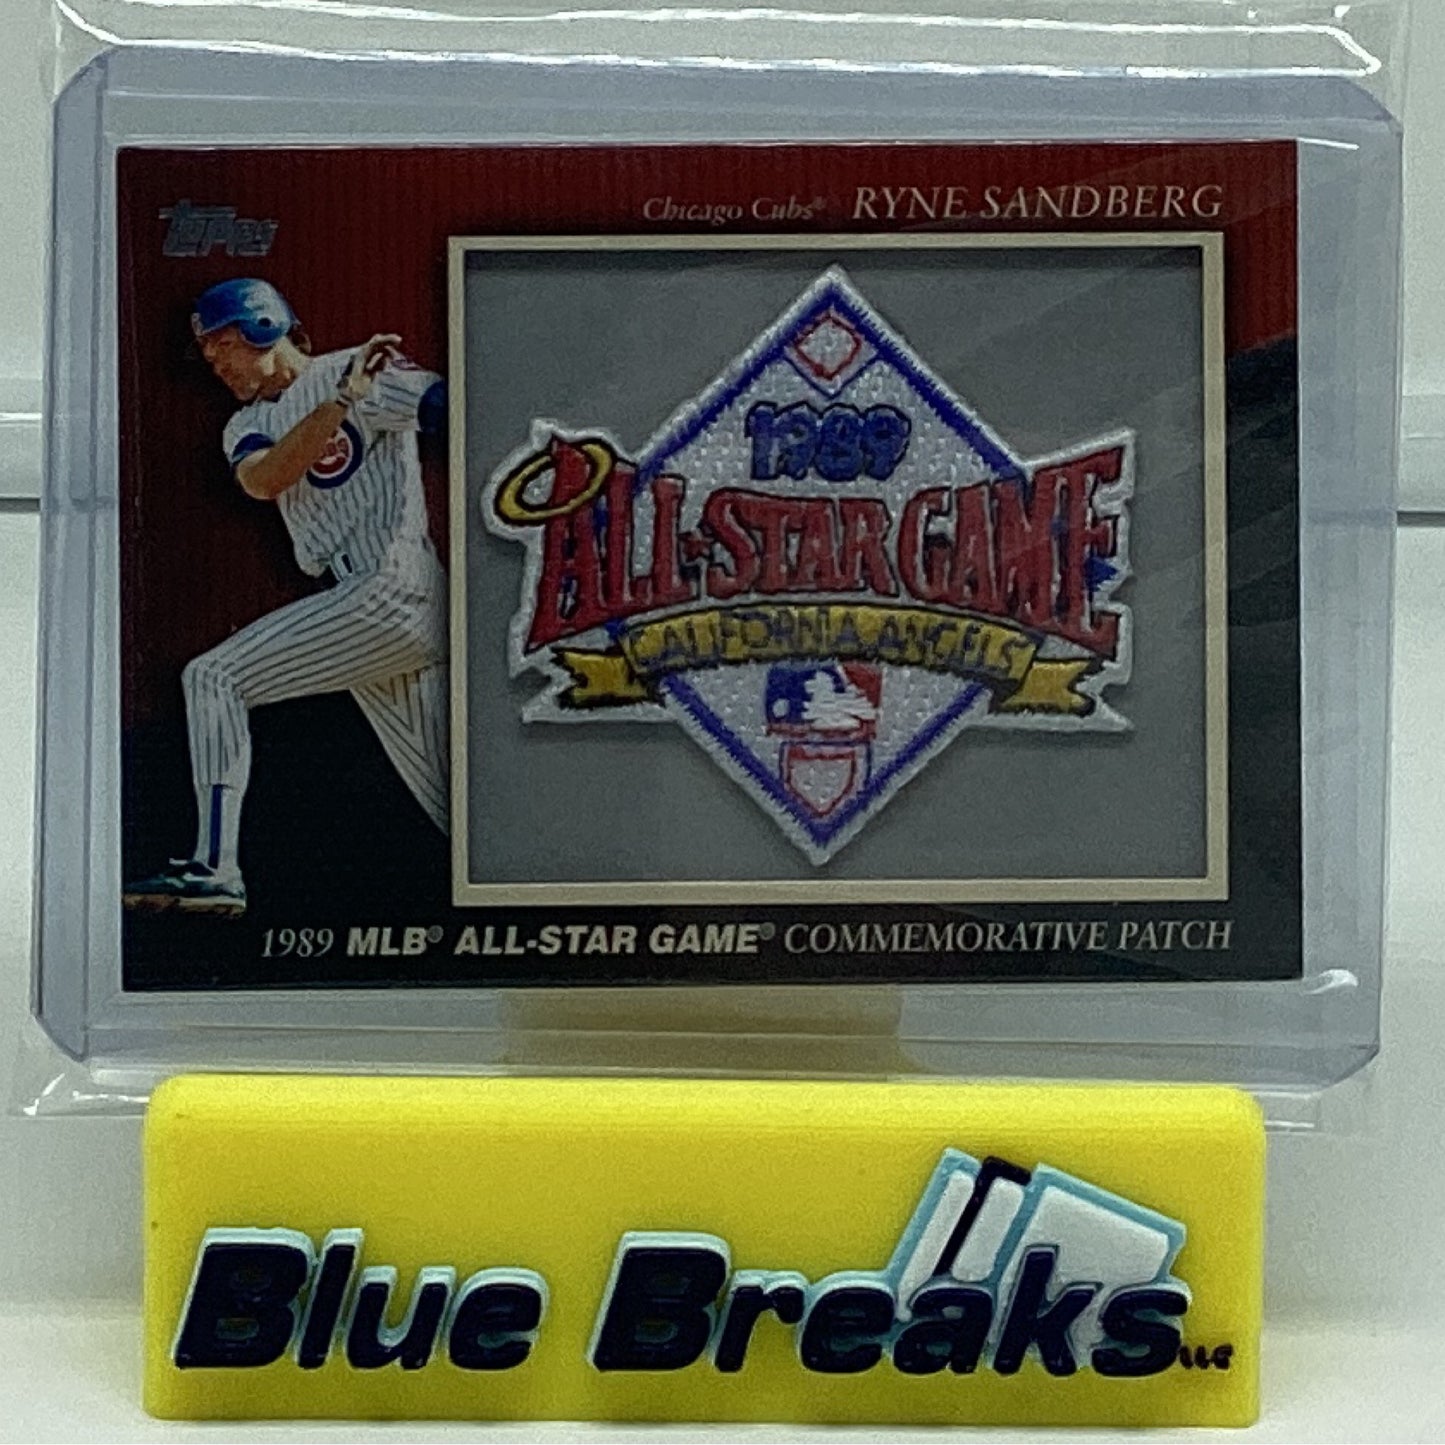 Topps
Chicago Cubs® RYNE SANDBERG
CUBS
1989
ALL-STAR GAME
CALIFORNIA ANGELS
1989 MLB® ALL-STAR GAME® COMMEMORATIVE PATCH
Blue Breaks LLC